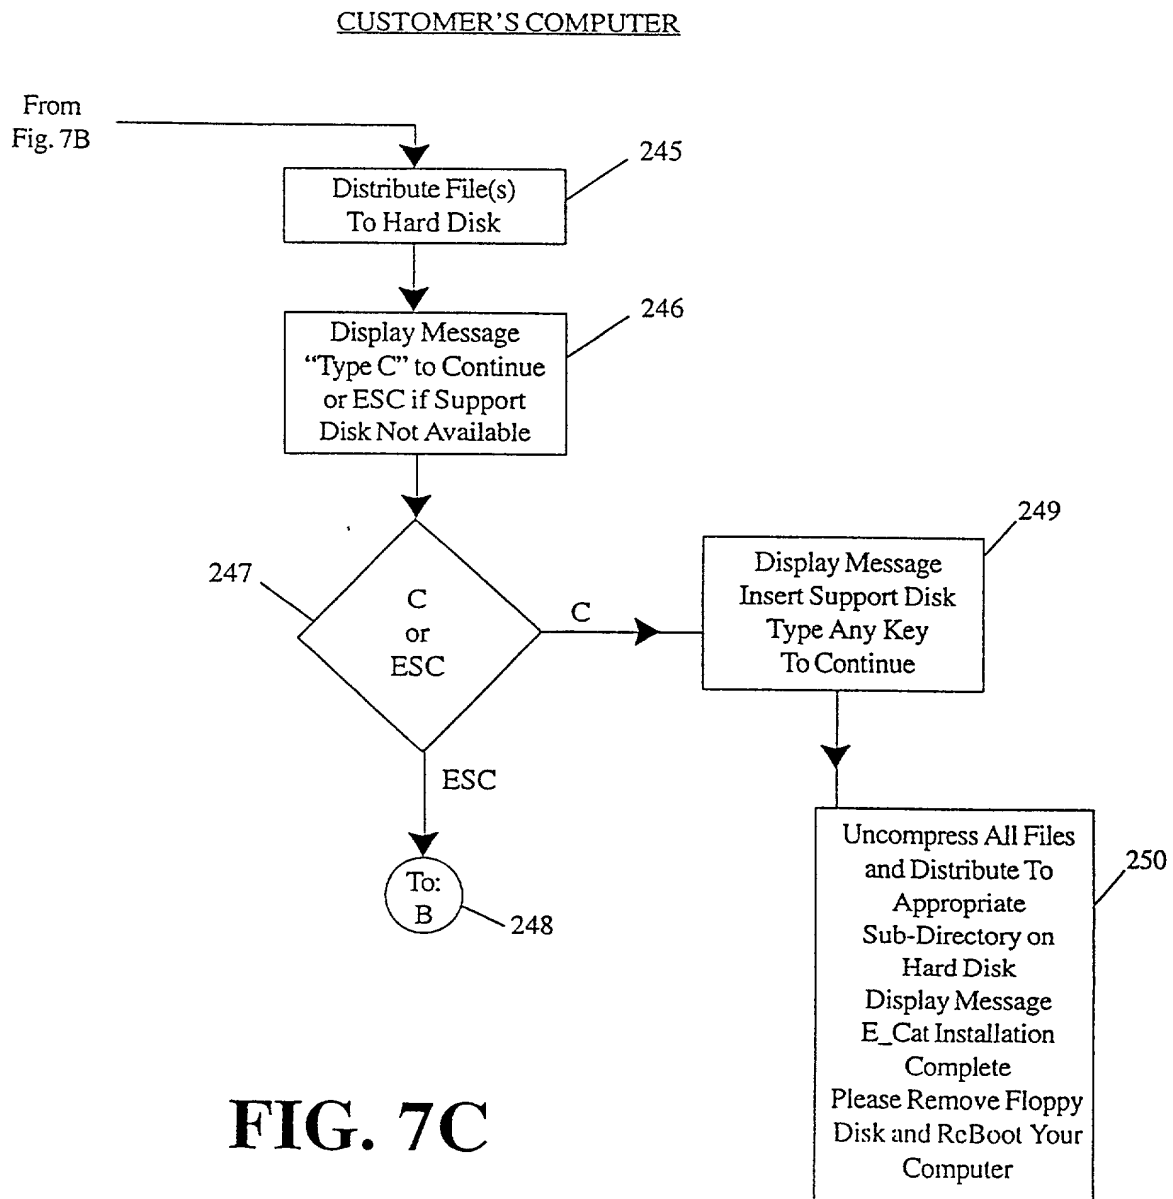 CUSTOMER'S COMPUTER
From
Fig. 7B
245
Distribute File(s)
To Hard Disk
246
Display Message
“Type C” to Continue
or ESC if Support
Disk Not Available
247
C
or
ESC
C
ESC
To:
B
248
249
Display Message
Insert Support Disk
Type Any Key
To Continue
250
Uncompress All Files
and Distribute To
Appropriate
Sub-Directory on
Hard Disk
Display Message
E_Cat Installation
Complete
Please Remove Floppy
Disk and ReBoot Your
Computer
FIG. 7C